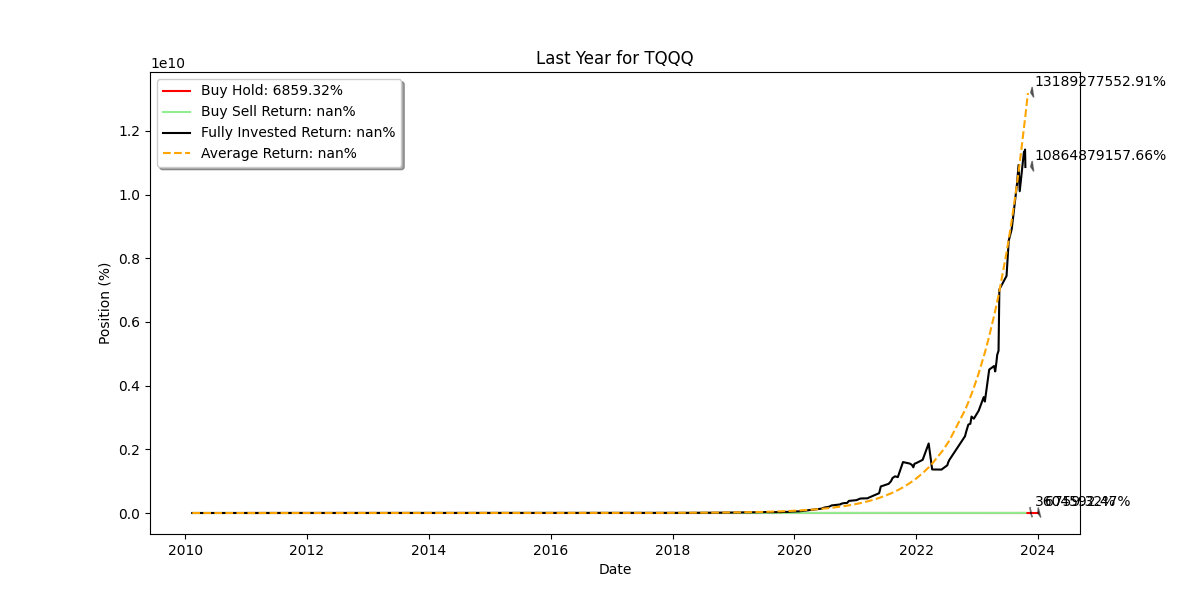 Last Year for TQQQ
1e10
Buy Hold: 6859.32%
Buy Sell Return: nan%
Fully Invested Return: nan%
Average Return: nan%
13189277552.91%
10864879157.66%
1.2
1.0
0.8
0.6
0.4
0.2
0.0
Position (%)
2010
2012
2014
2016
2018
2020
2022
2024
Date